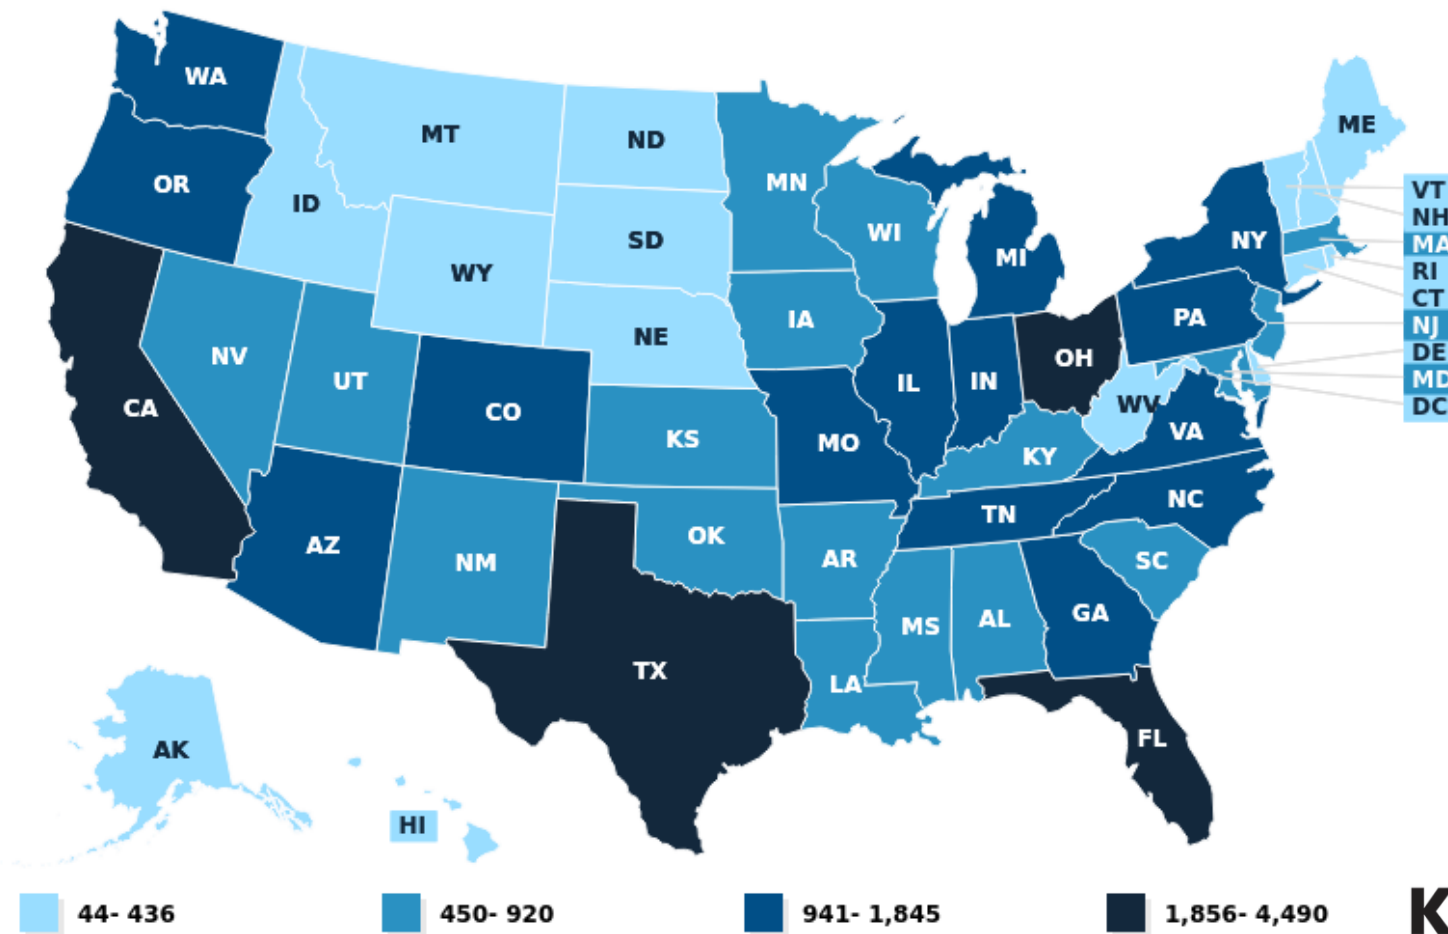 WA
MT
ND
OR
ID
MN
ME
SD
WI
WY
MI
NY
VT
NH
MA
RI
CT
NJ
DE
MD
DC
NE
IA
PA
NV
UT
CO
IL
IN
OH
CA
KS
MO
WV
VA
KY
NC
AZ
NM
OK
TN
AR
SC
MS
AL
GA
TX
LA
FL
AK
HI
44- 436
450- 920
941- 1,845
1,856- 4,490
K